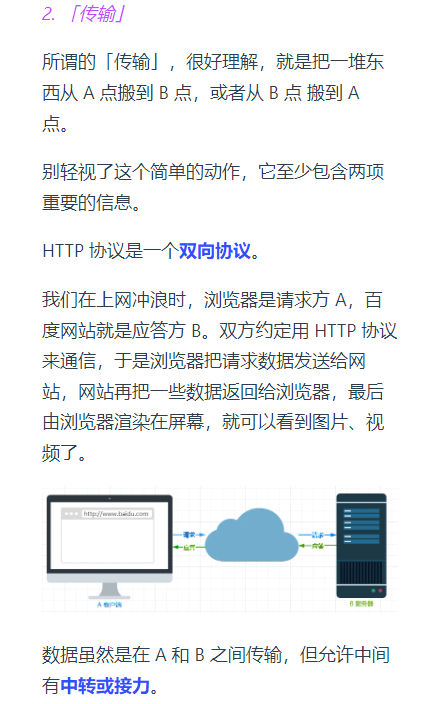 2. 「传输」
所谓的「传输」，很好理解，就是把一堆东
西从 A 点搬到 B 点，或者从 B 点 搬到 A
点。
别轻视了这个简单的动作，它至少包含两项
重要的信息。
HTTP 协议是一个双向协议。
我们在上网冲浪时，浏览器是请求方 A，百
度网站就是应答方 B。双方约定用 HTTP 协议
来通信，于是浏览器把请求数据发送给网
站，网站再把一些数据返回给浏览器，最后
由浏览器渲染在屏幕，就可以看到图片、视
频了。
http://www.baidu.com
请求
请求
应答
应答
A 客户端
B 服务器
数据虽然是在 A 和 B 之间传输，但允许中间
有中转或接力。